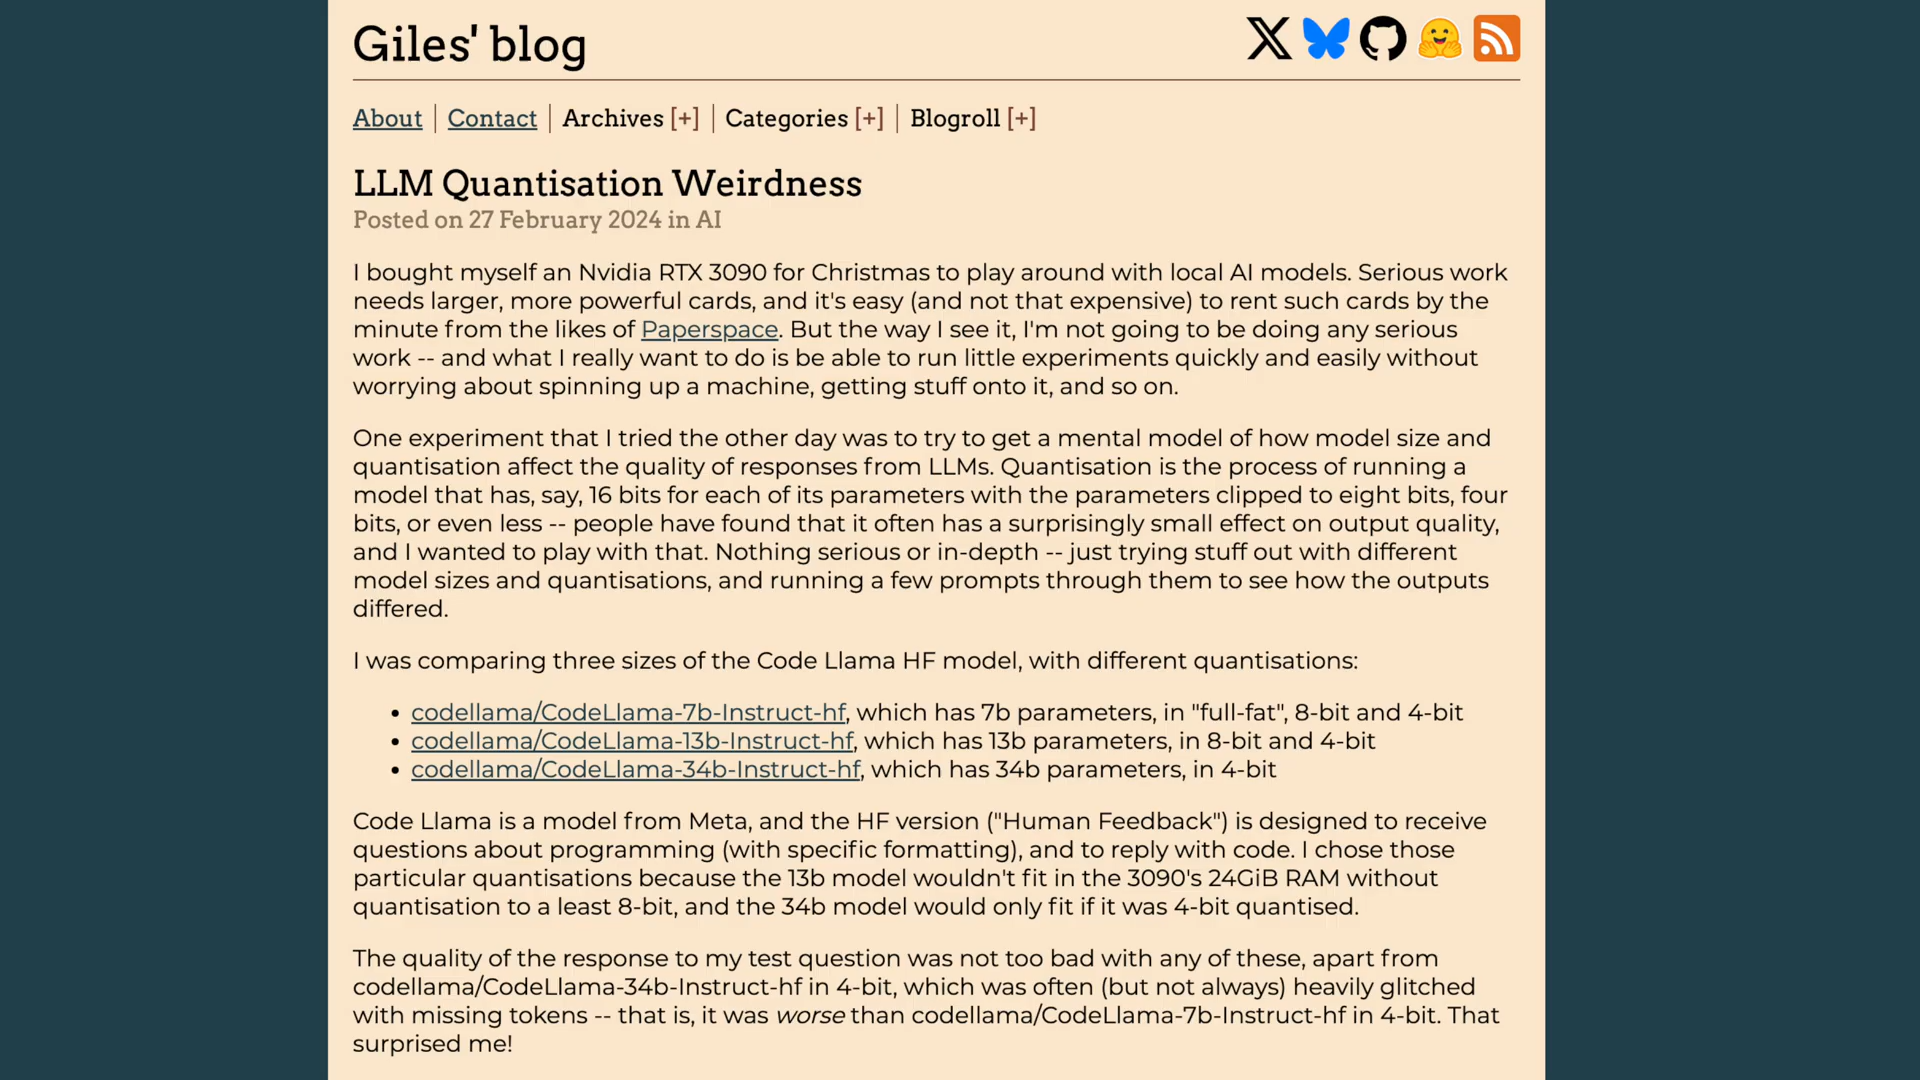 Giles' blog
About | Contact | Archives [+] | Categories [+] | Blogroll [+]
LLM Quantisation Weirdness
Posted on 27 February 2024 in AI
I bought myself an Nvidia RTX 3090 for Christmas to play around with local AI models. Serious work
needs larger, more powerful cards, and it's easy (and not that expensive) to rent such cards by the
minute from the likes of Paperspace. But the way I see it, I'm not going to be doing any serious
work -- and what I really want to do is be able to run little experiments quickly and easily without
worrying about spinning up a machine, getting stuff onto it, and so on.
One experiment that I tried the other day was to try to get a mental model of how model size and
quantisation affect the quality of responses from LLMs. Quantisation is the process of running a
model that has, say, 16 bits for each of its parameters with the parameters clipped to eight bits, four
bits, or even less -- people have found that it often has a surprisingly small effect on output quality,
and I wanted to play with that. Nothing serious or in-depth -- just trying stuff out with different
model sizes and quantisations, and running a few prompts through them to see how the outputs
differed.
I was comparing three sizes of the Code Llama HF model, with different quantisations:
• codellama/CodeLlama-7b-Instruct-hf, which has 7b parameters, in "full-fat", 8-bit and 4-bit
• codellama/CodeLlama-13b-Instruct-hf, which has 13b parameters, in 8-bit and 4-bit
• codellama/CodeLlama-34b-Instruct-hf, which has 34b parameters, in 4-bit
Code Llama is a model from Meta, and the HF version ("Human Feedback") is designed to receive
questions about programming (with specific formatting), and to reply with code. I chose those
particular quantisations because the 13b model wouldn't fit in the 3090's 24GiB RAM without
quantisation to a least 8-bit, and the 34b model would only fit if it was 4-bit quantised.
The quality of the response to my test question was not too bad with any of these, apart from
codellama/CodeLlama-34b-Instruct-hf in 4-bit, which was often (but not always) heavily glitched
with missing tokens -- that is, it was worse than codellama/CodeLlama-7b-Instruct-hf in 4-bit. That
surprised me!